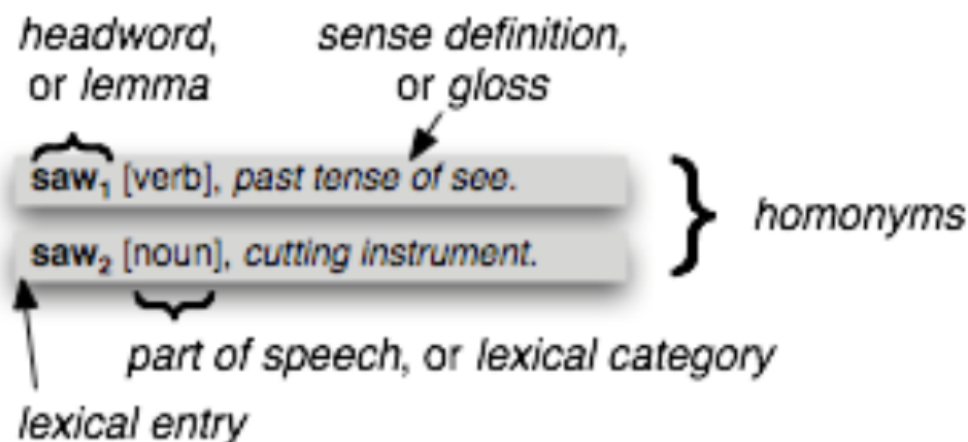 headword, sense definition,
or lemma or gloss
saw₁ [verb], past tense of see.
homonyms
saw₂ [noun], cutting instrument.
part of speech, or lexical category
lexical entry